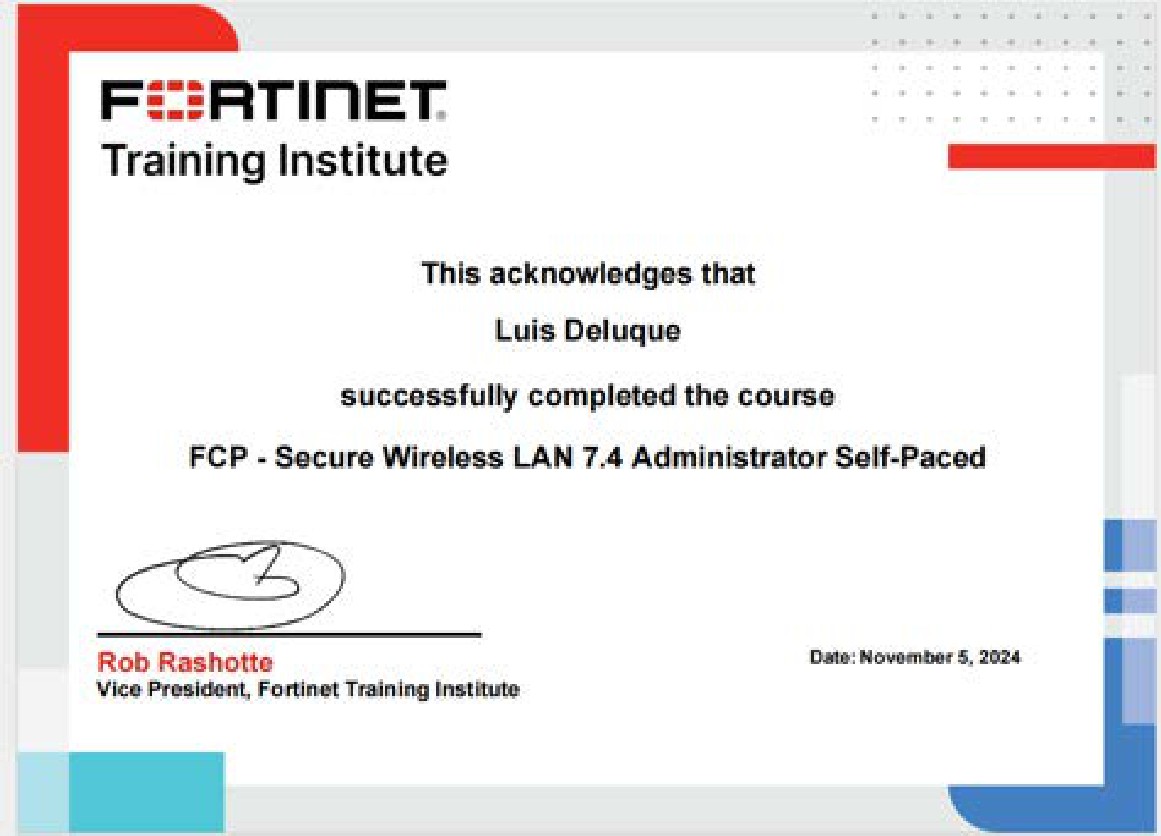 FORTINET
Training Institute
This acknowledges that
Luis Deluque
successfully completed the course
FCP - Secure Wireless LAN 7.4 Administrator Self-Paced
Rob Rashotte
Vice President, Fortinet Training Institute
Date: November 5, 2024